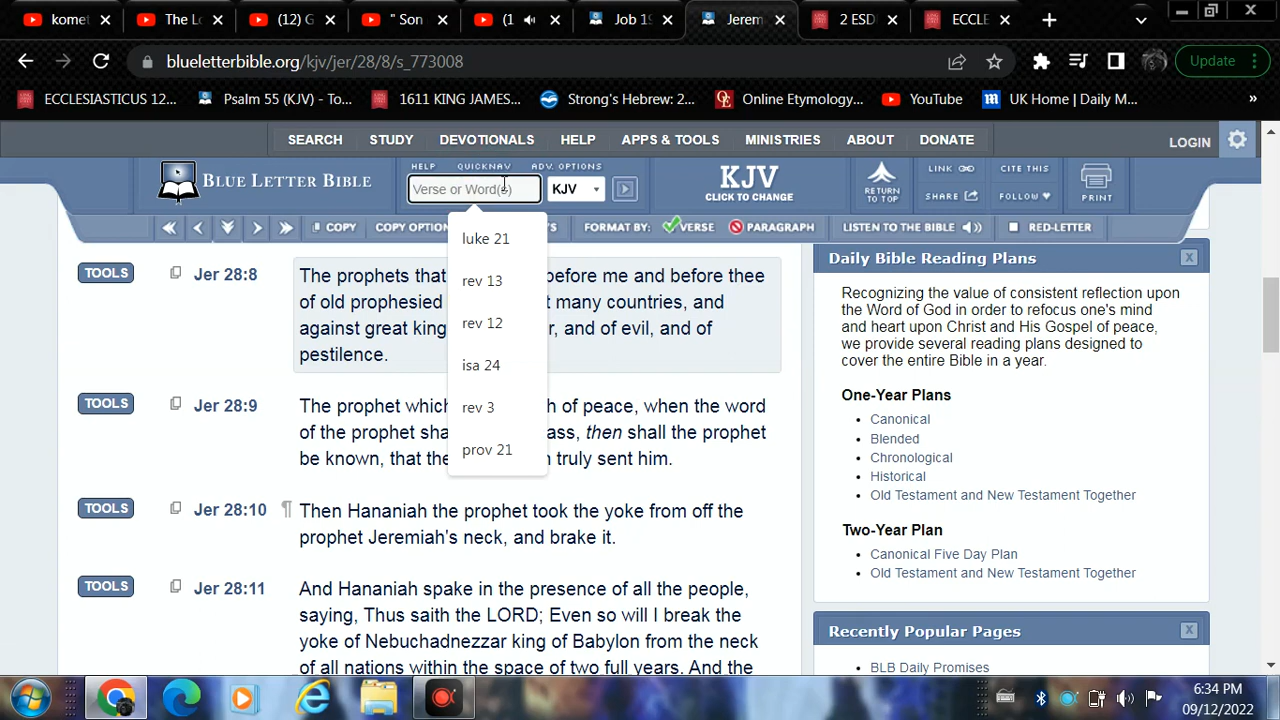 komet
The Lo
(12) G
" Son
(1
Job 19
Jerem
2 ESD
ECCLE
blueletterbible.org/kjv/jer/28/8/s_773008
Update
ECCLESIASTICUS 12...
Psalm 55 (KJV) - To...
1611 KING JAMES...
Strong's Hebrew: 2...
Online Etymology...
YouTube
UK Home | Daily M...
»
SEARCH STUDY DEVOTIONALS HELP APPS & TOOLS MINISTRIES ABOUT DONATE
LOGIN
HELP QUICKNAV ADV. OPTIONS
BLUE LETTER BIBLE
Verse or Word(s)
KJV
KJV
CLICK TO CHANGE
RETURN
TO TOP
LINK
CITE THIS
SHARE
FOLLOW
PRINT
COPY
FORMAT BY: VERSE PARAGRAPH
LISTEN TO THE BIBLE
RED-LETTER
luke 21
rev 13
rev 12
isa 24
rev 3
prov 21
TOOLS Jer 28:8 The prophets that before me and before thee
of old prophesied many countries, and
against great king , and of evil, and of
pestilence.
TOOLS Jer 28:9 The prophet which h of peace, when the word
of the prophet sha ass, then shall the prophet
be known, that the truly sent him.
TOOLS Jer 28:10 ¶ Then Hananiah the prophet took the yoke from off the
prophet Jeremiah's neck, and brake it.
TOOLS Jer 28:11 And Hananiah spake in the presence of all the people,
saying, Thus saith the LORD; Even so will I break the
yoke of Nebuchadnezzar king of Babylon from the neck
of all nations within the space of two full years. And the
Daily Bible Reading Plans
Recognizing the value of consistent reflection upon
the Word of God in order to refocus one's mind
and heart upon Christ and His Gospel of peace,
we provide several reading plans designed to
cover the entire Bible in a year.
One-Year Plans
Canonical
Blended
Chronological
Historical
Old Testament and New Testament Together
Two-Year Plan
Canonical Five Day Plan
Old Testament and New Testament Together
Recently Popular Pages
BLB Daily Promises
6:34 PM
09/12/2022